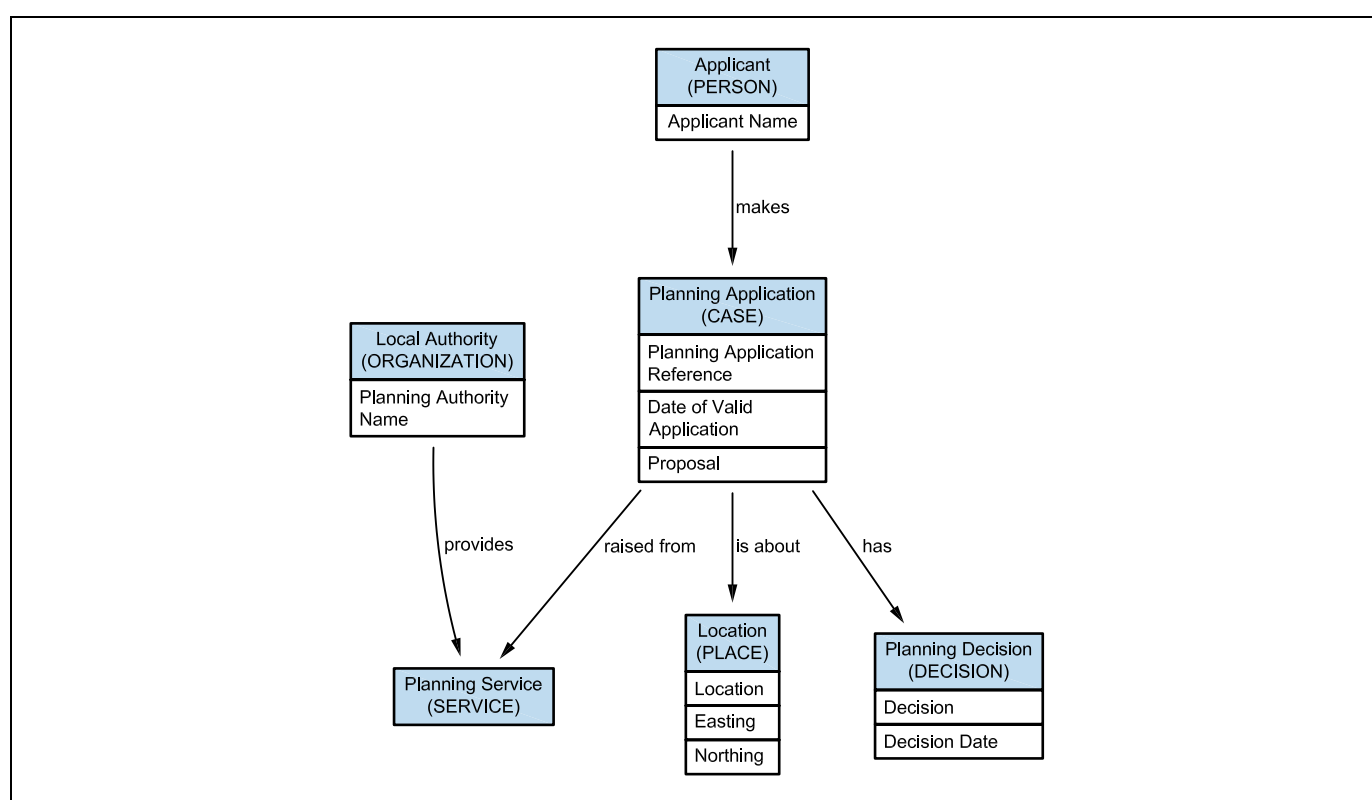 Applicant
(PERSON)
Applicant Name
makes
Planning Application
(CASE)
Planning Application
Reference
Date of Valid
Application
Proposal
Local Authority
(ORGANIZATION)
Planning Authority
Name
provides
raised from
is about
has
Planning Service
(SERVICE)
Location
(PLACE)
Location
Easting
Northing
Planning Decision
(DECISION)
Decision
Decision Date